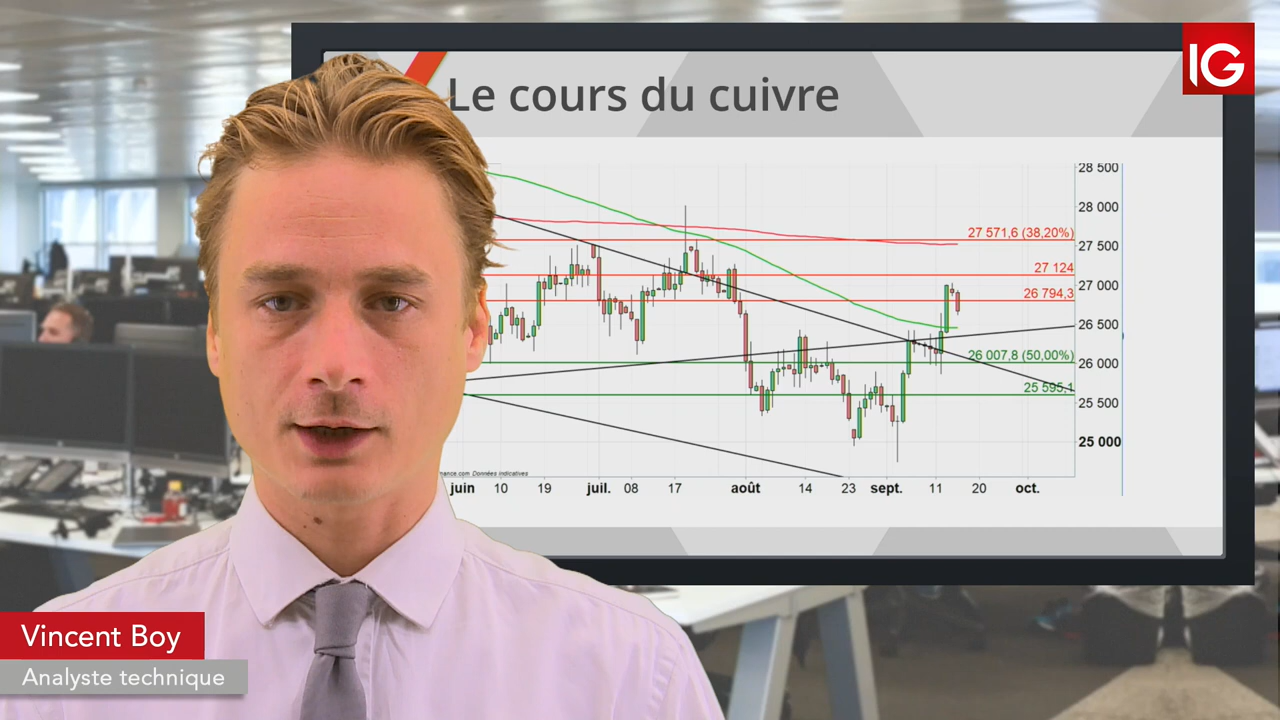 IG
Le cours du cuivre
28 500
28 000
27 571,6 (38,20%)
27 500
27 124
27 000
26 794,3
26 500
26 007,8 (50,00%)
26 000
25 595,1
25 500
25 000
Données indicatives
juin 10 19 juil. 08 17 août 14 23 sept. 11 20 oct.
Vincent Boy
Analyste technique